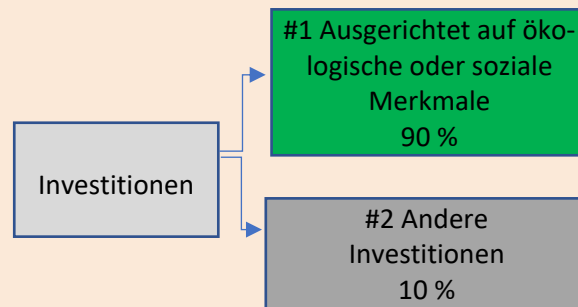 #1 Ausgerichtet auf öko-
logische oder soziale
Merkmale
90 %
Investitionen
#2 Andere
Investitionen
10 %